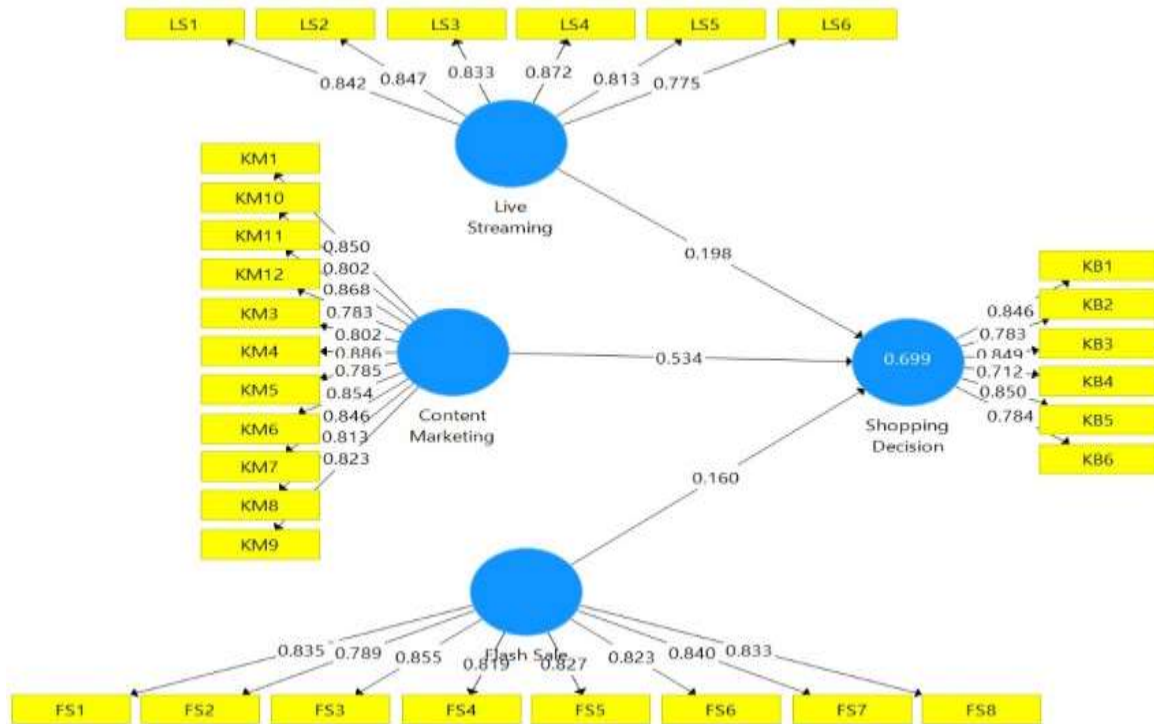 LS1 LS2 LS3 LS4 LS5 LS6
0.842 0.847 0.833 0.872 0.813 0.775
Live
Streaming
KM1
KM10
KM11
KM12
KM3
KM4
KM5
KM6
KM7
KM8
KM9
0.850
0.802
0.868
0.783
0.802
0.886
0.785
0.854
0.846
0.813
0.823
Content
Marketing
0.198
0.534
0.160
0.699
Shopping
Decision
0.846
0.783
0.849
0.712
0.850
0.784
KB1
KB2
KB3
KB4
KB5
KB6
Flash Sale
0.835 0.789 0.855 0.819 0.827 0.823 0.840 0.833
FS1 FS2 FS3 FS4 FS5 FS6 FS7 FS8